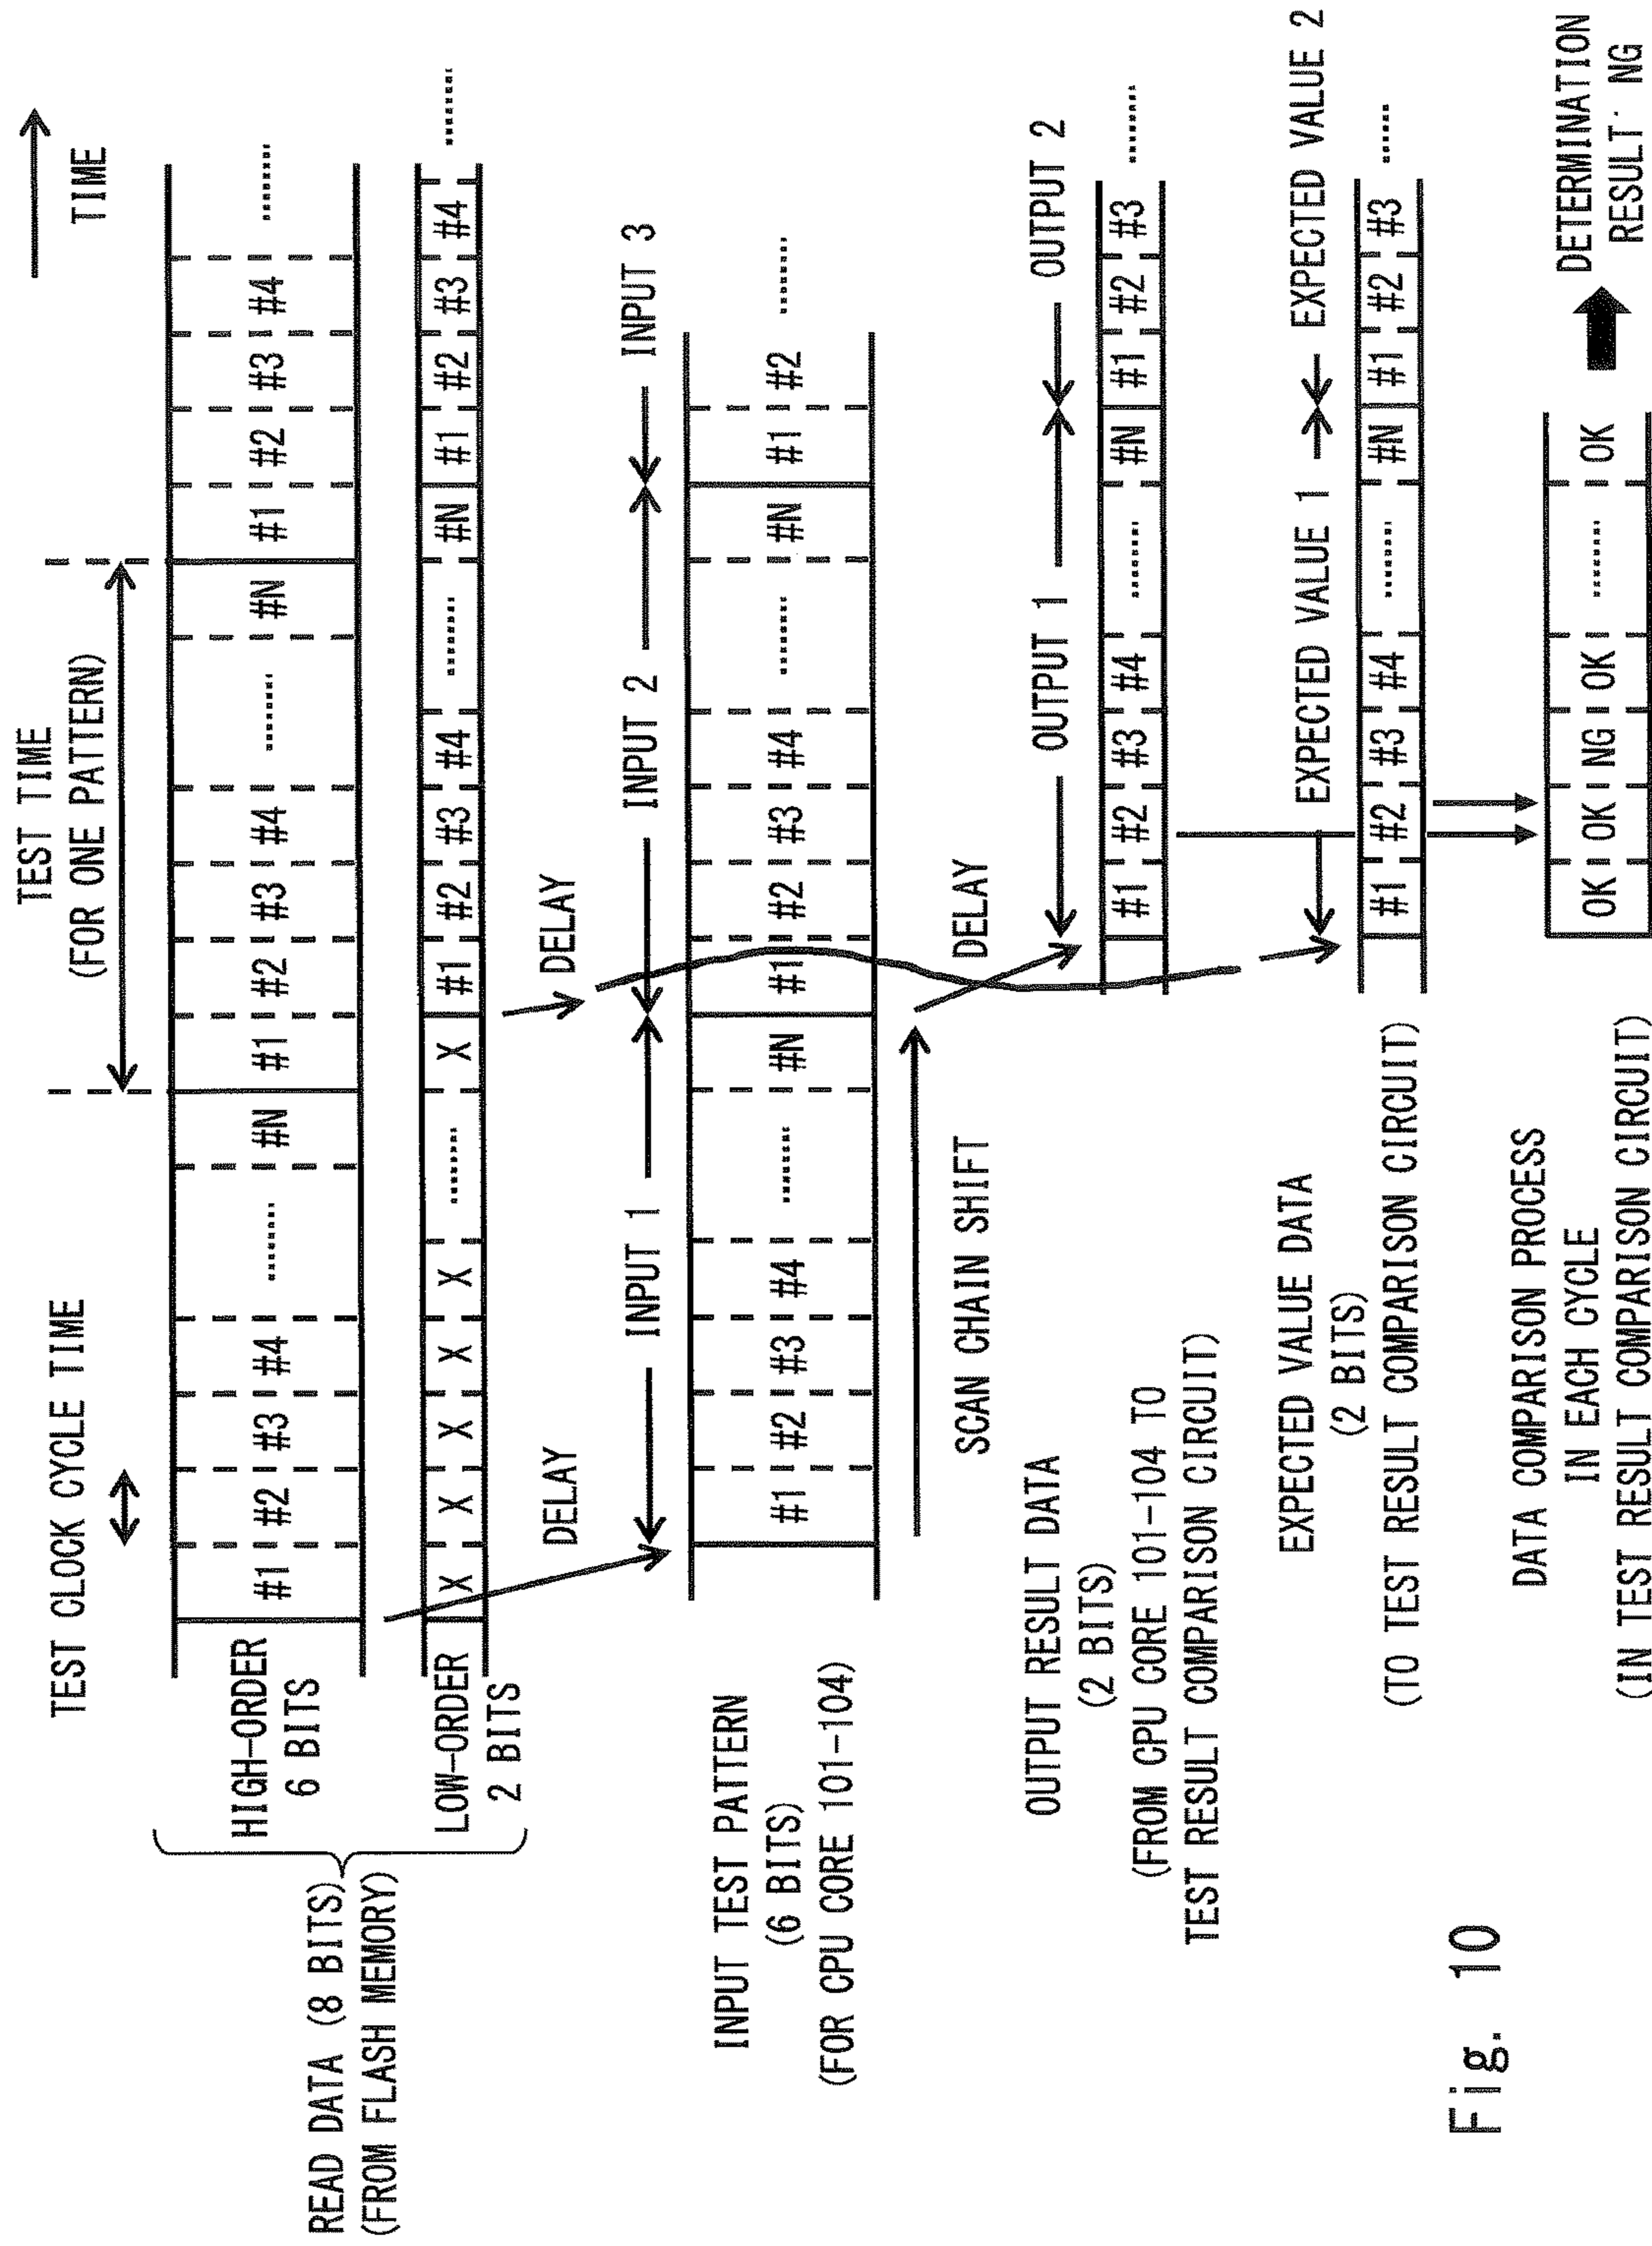 TIME
TEST TIME
(FOR ONE PATTERN)
TEST CLOCK CYCLE TIME
READ DATA (8 BITS)
(FROM FLASH MEMORY)
HIGH-ORDER
6 BITS
#1 #2 #3 #4 ........ #N #1 #2 #3 #4 ........ #N #1 #2 #3 #4 ........
LOW-ORDER
2 BITS
X X X X X ........ X #1 #2 #3 #4 ........ #N #1 #2 #3 #4 ........
DELAY
DELAY
INPUT 1
INPUT 2
INPUT 3
INPUT TEST PATTERN
(6 BITS)
(FOR CPU CORE 101-104)
#1 #2 #3 #4 ........ #N #1 #2 #3 #4 ........ #N #1 #2 ........
SCAN CHAIN SHIFT
DELAY
OUTPUT 1
OUTPUT 2
OUTPUT RESULT DATA
(2 BITS)
(FROM CPU CORE 101-104 TO
TEST RESULT COMPARISON CIRCUIT)
#1 #2 #3 #4 ........ #N #1 #2 #3 ........
EXPECTED VALUE 1
EXPECTED VALUE 2
EXPECTED VALUE DATA
(2 BITS)
(TO TEST RESULT COMPARISON CIRCUIT)
#1 #2 #3 #4 ........ #N #1 #2 #3 ........
DATA COMPARISON PROCESS
IN EACH CYCLE
(IN TEST RESULT COMPARISON CIRCUIT)
OK OK NG OK ........ OK
DETERMINATION
RESULT: NG
Fig. 10